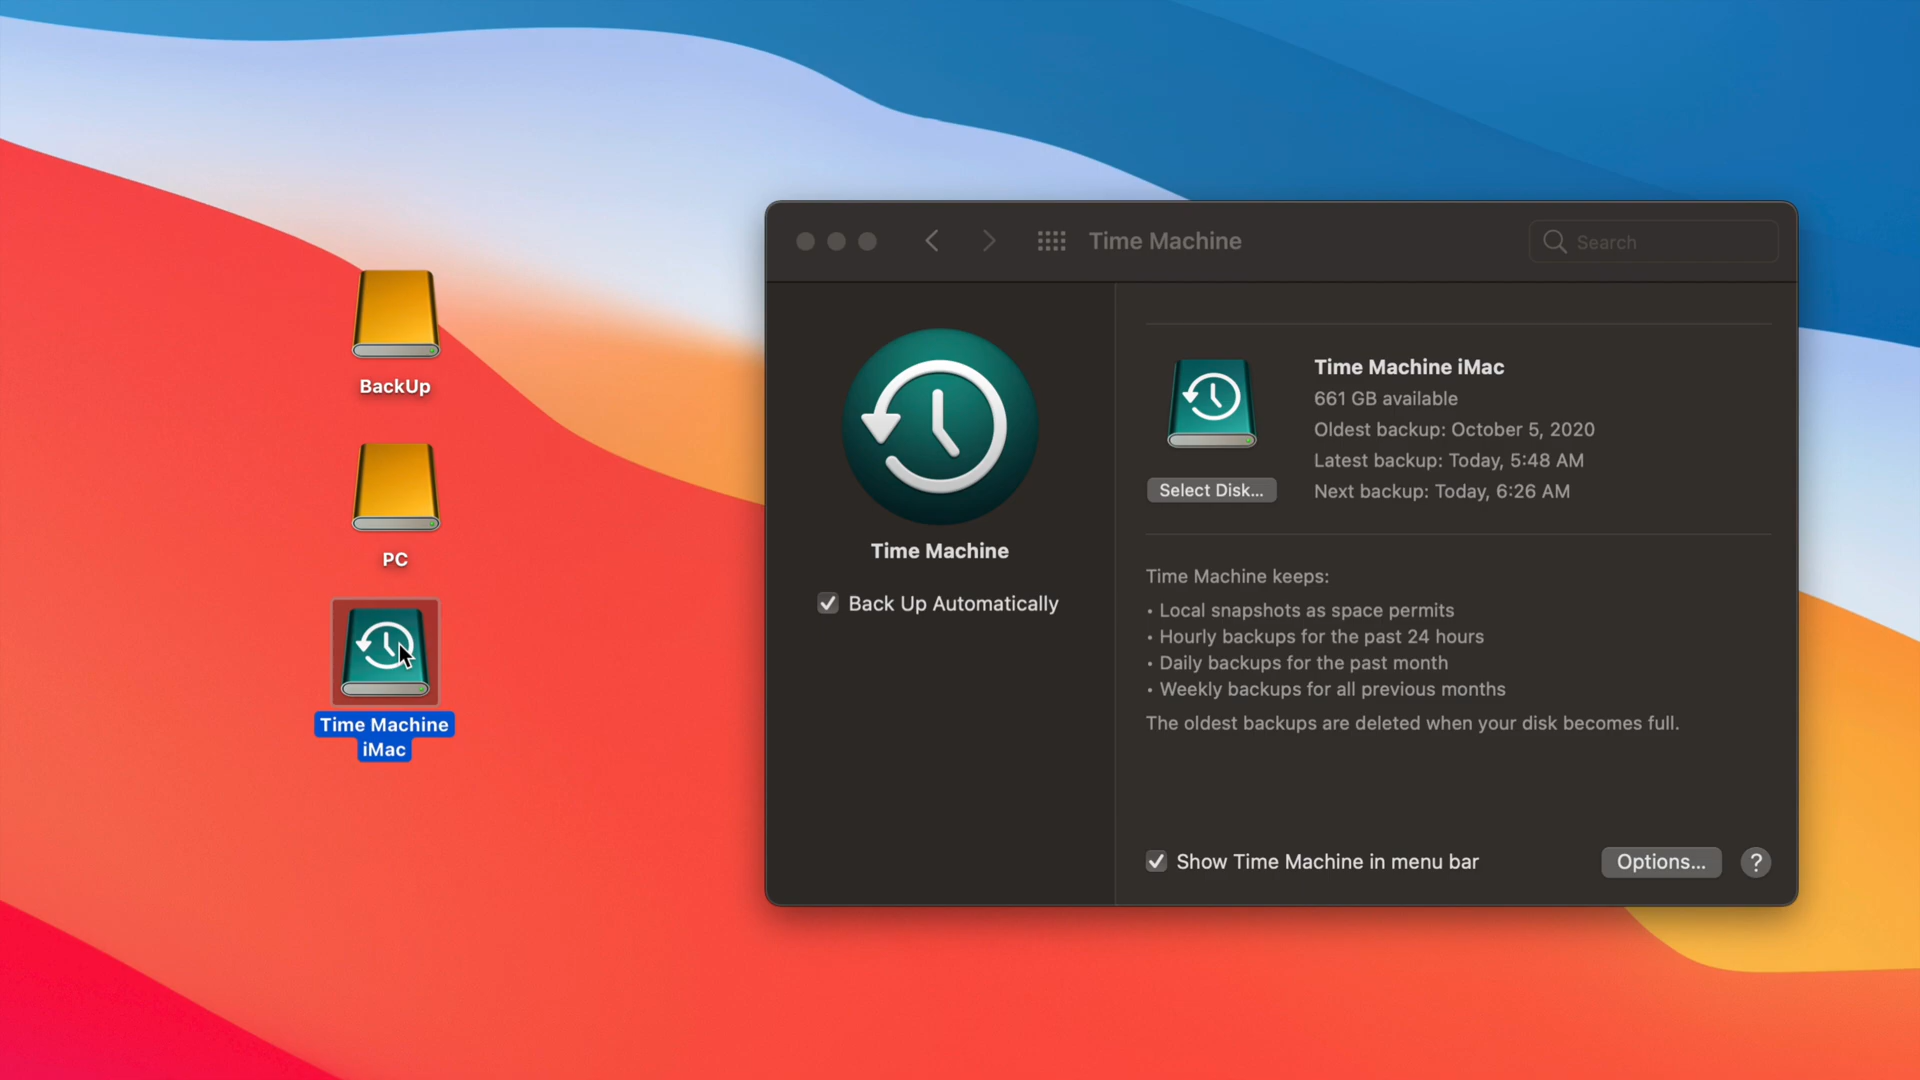 BackUp
PC
Time Machine
iMac
Time Machine
Search
Time Machine
Back Up Automatically
Select Disk...
Time Machine iMac
661 GB available
Oldest backup: October 5, 2020
Latest backup: Today, 5:48 AM
Next backup: Today, 6:26 AM
Time Machine keeps:
• Local snapshots as space permits
• Hourly backups for the past 24 hours
• Daily backups for the past month
• Weekly backups for all previous months
The oldest backups are deleted when your disk becomes full.
Show Time Machine in menu bar
Options...
?